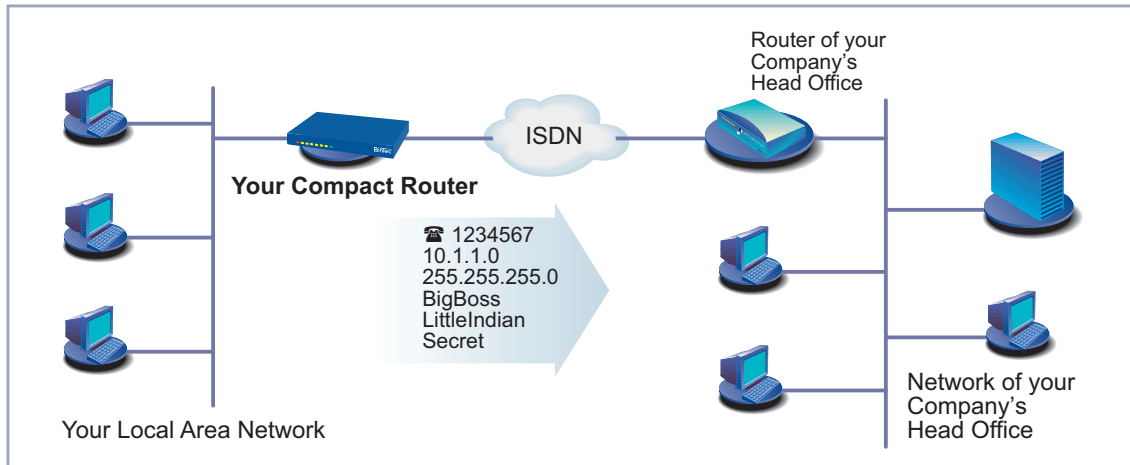 Router of your
Company's
Head Office
ISDN
BinTec
Your Compact Router
☎ 1234567
10.1.1.0
255.255.255.0
BigBoss
LittleIndian
Secret
Your Local Area Network
Network of your
Company's
Head Office